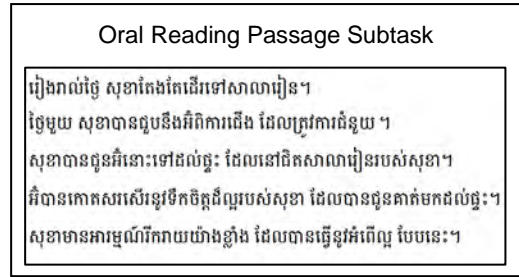 Oral Reading Passage Subtask
រៀងរាល់ថ្ងៃ សុខាតែងតែដើរទៅសាលារៀន។
ថ្ងៃមួយ សុខាបានជួបនឹងអ៊ំពិការជើង ដែលត្រូវការជំនួយ ។
សុខាបានជូនអ៊ំនោះទៅដល់ផ្ទះ ដែលនៅជិតសាលារៀនរបស់សុខា។
អ៊ំបានកោតសរសើរនូវទឹកចិត្តដ៏ល្អរបស់សុខា ដែលបានជូនគាត់មកដល់ផ្ទះ។
សុខាមានអារម្មណ៍រីករាយយ៉ាងខ្លាំង ដែលបានធ្វើនូវអំពើល្អ បែបនេះ។